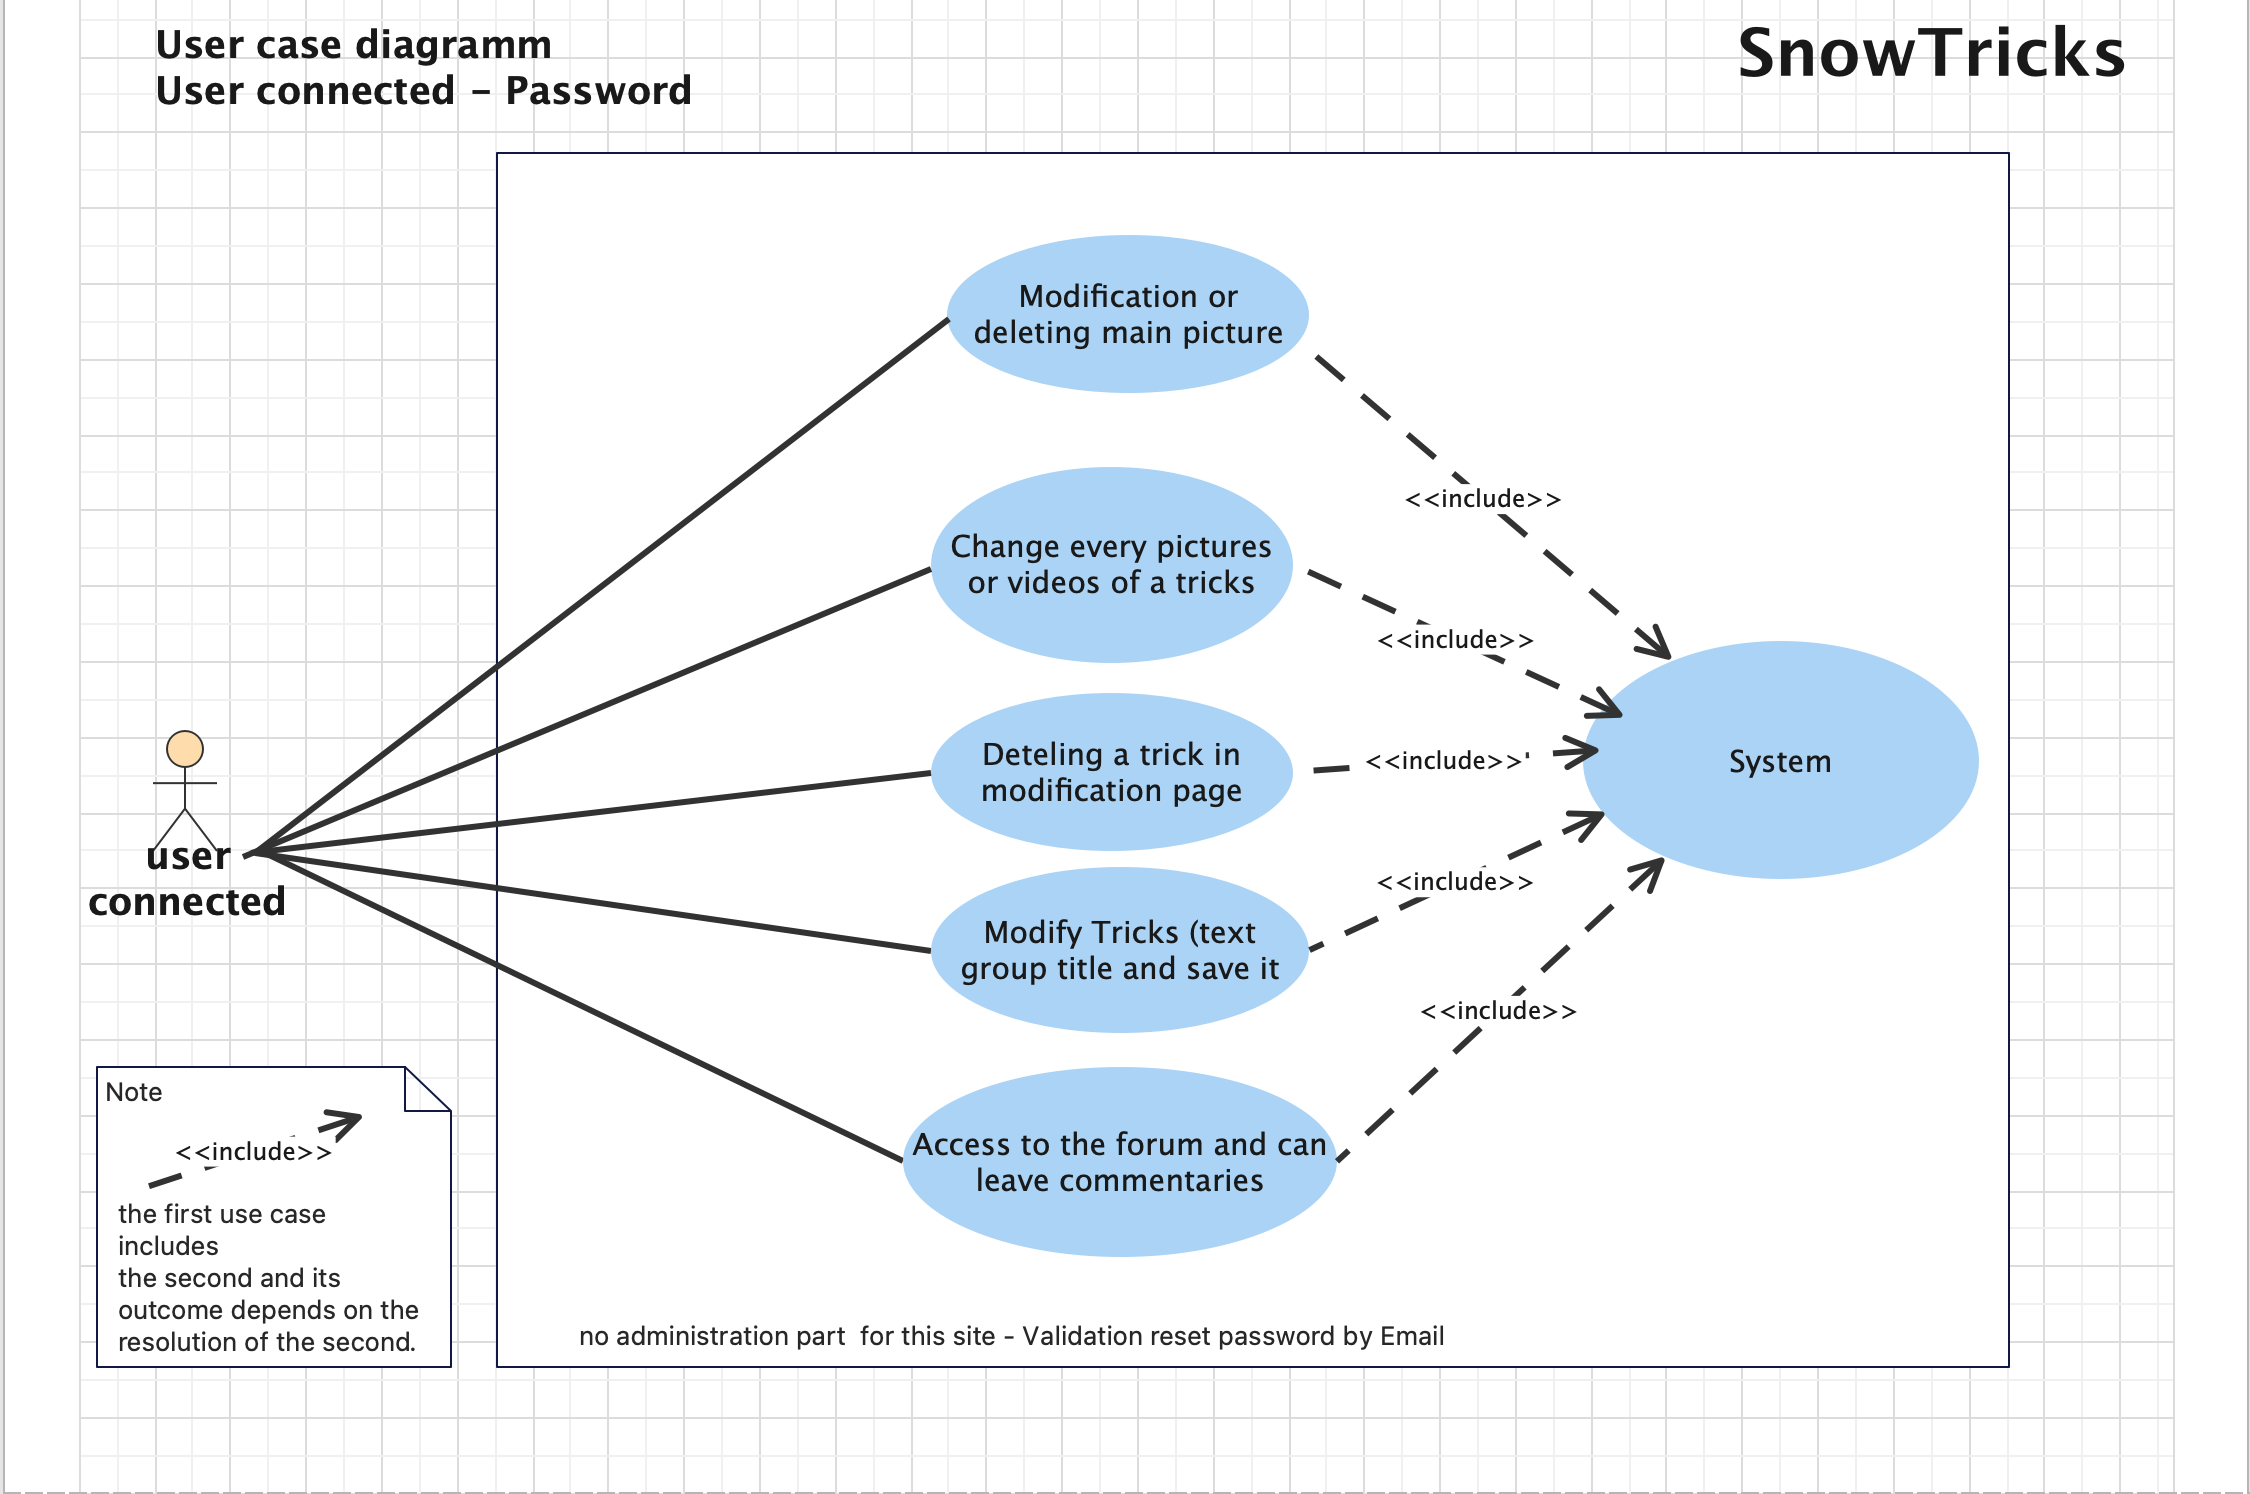 User case diagramm
User connected – Password
SnowTricks
Modification or
deleting main picture
<<include>>
Change every pictures
or videos of a tricks
<<include>>
Deteling a trick in
modification page
<<include>>
System
user
connected
Modify Tricks (text
group title and save it
<<include>>
<<include>>
Access to the forum and can
leave commentaries
Note
<<include>>
the first use case
includes
the second and its
outcome depends on the
resolution of the second.
no administration part  for this site - Validation reset password by Email